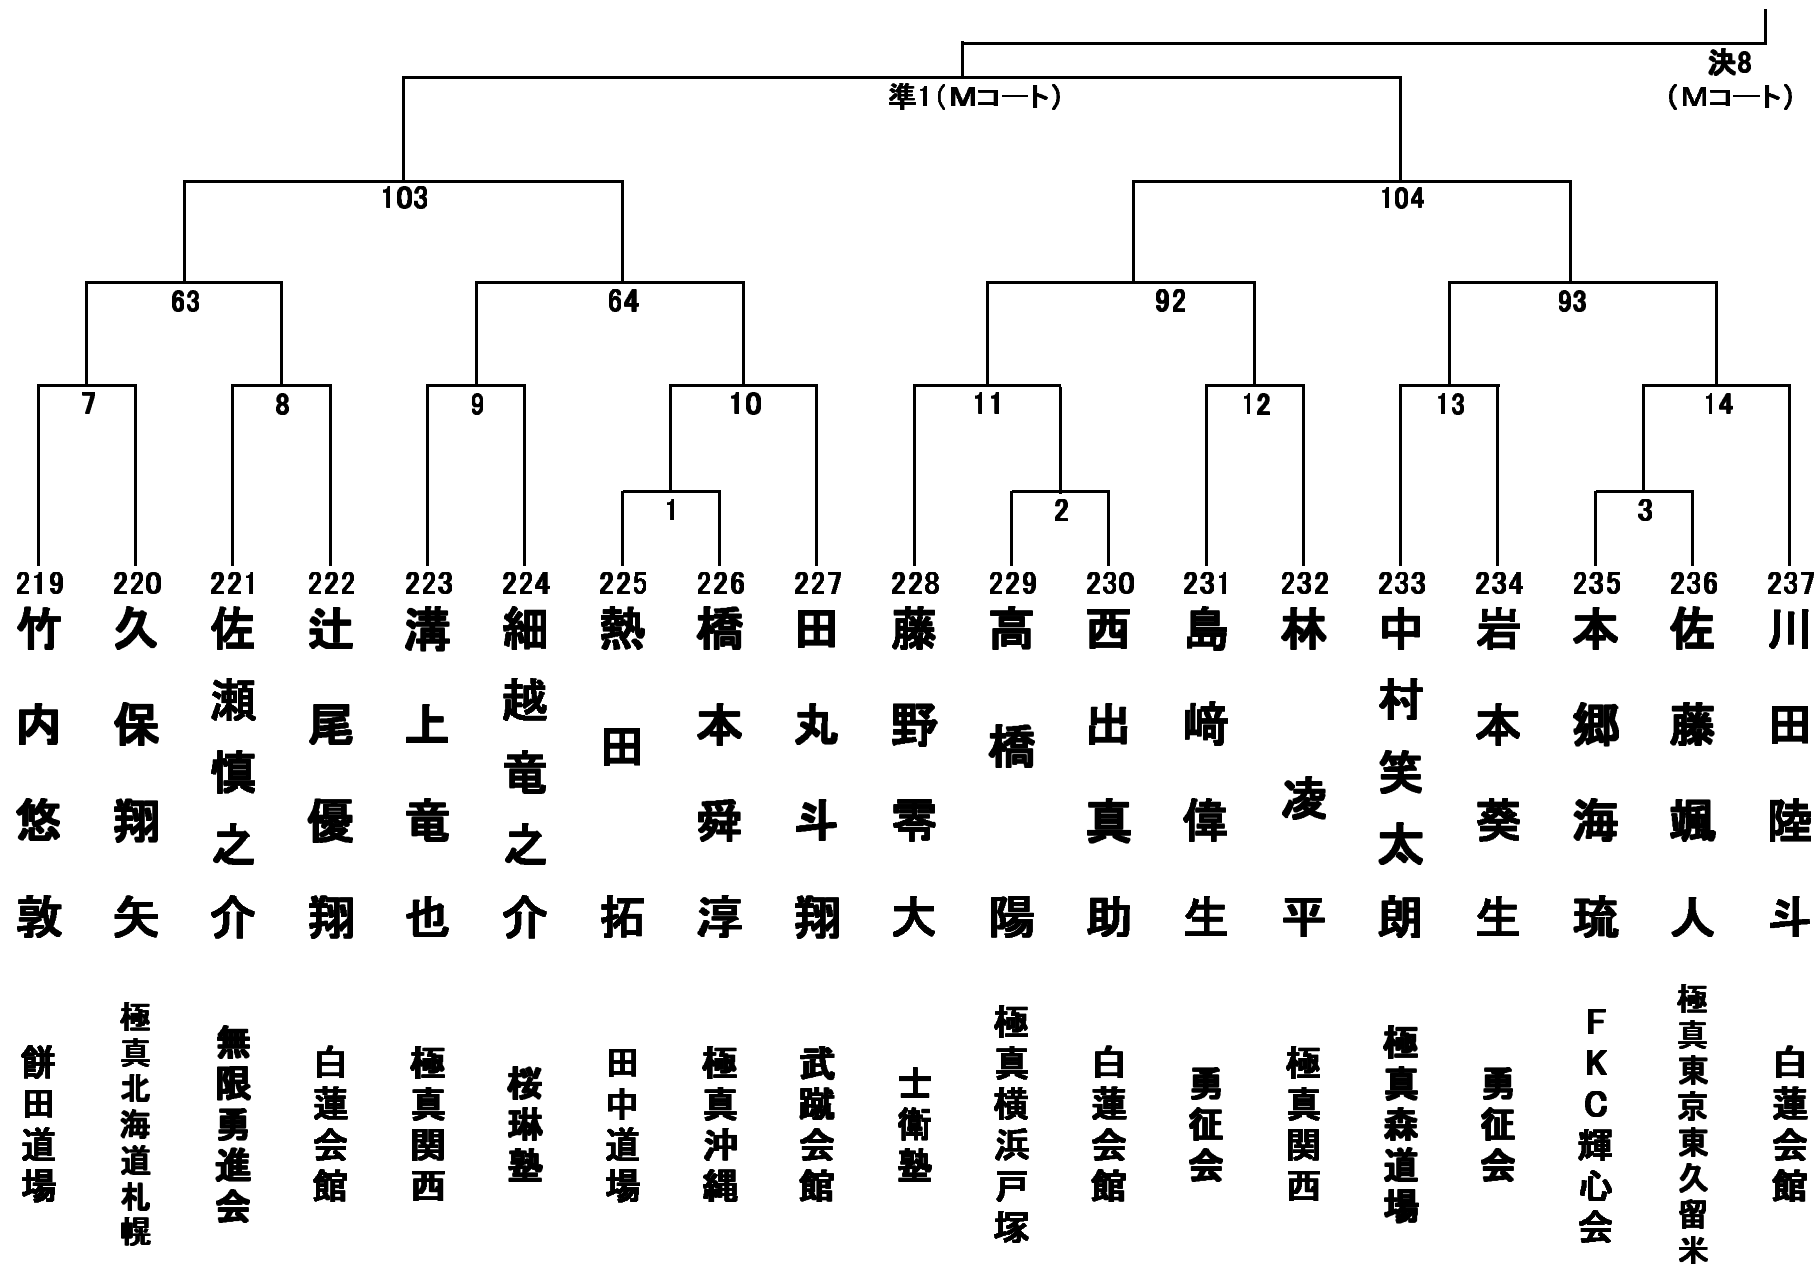 決8
（Mコート）
準1（Mコート）
103
104
63
64
92
93
7
8
9
10
11
12
13
14
1
2
3
219
220
221
222
223
224
225
226
227
228
229
230
231
232
233
234
235
236
237
竹内悠敦
久保翔矢
佐瀬慎之介
辻尾優翔
溝上竜也
細越竜之介
熱田拓
橋本舜淳
田丸斗翔
藤野零大
高橋陽
西出真助
島﨑偉生
林凌平
中村笑太朗
岩本葵生
本郷海琉
佐藤颯人
川田陸斗
餅田道場
極真北海道札幌
無限勇進会
白蓮会館
極真関西
桜琳塾
田中道場
極真沖縄
武蹴会館
士衛塾
極真横浜戸塚
白蓮会館
勇征会
極真関西
極真森道場
勇征会
FKC輝心会
極真東京東久留米
白蓮会館